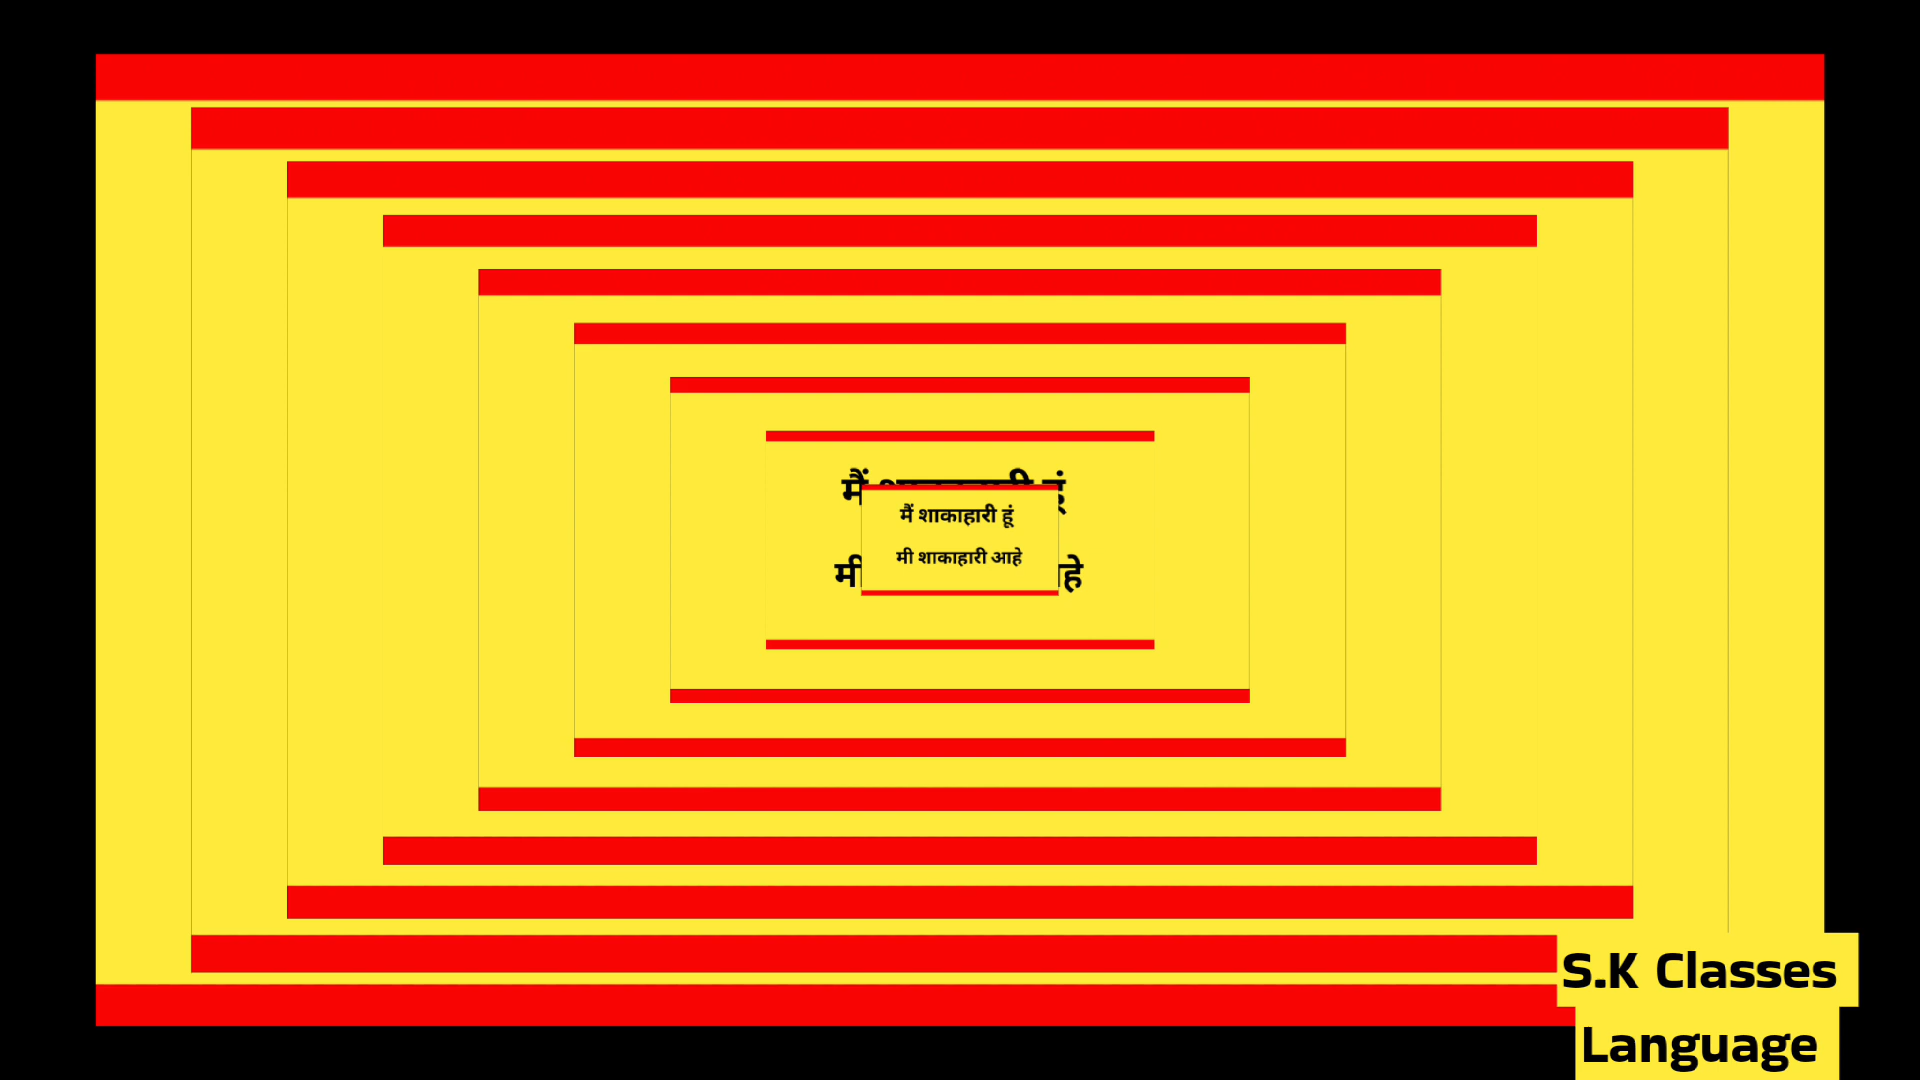 मैं शाकाहारी हूं
मैं शाकाहारी हूं
मी शाकाहारी आहे
मी
S.K Classes
Language